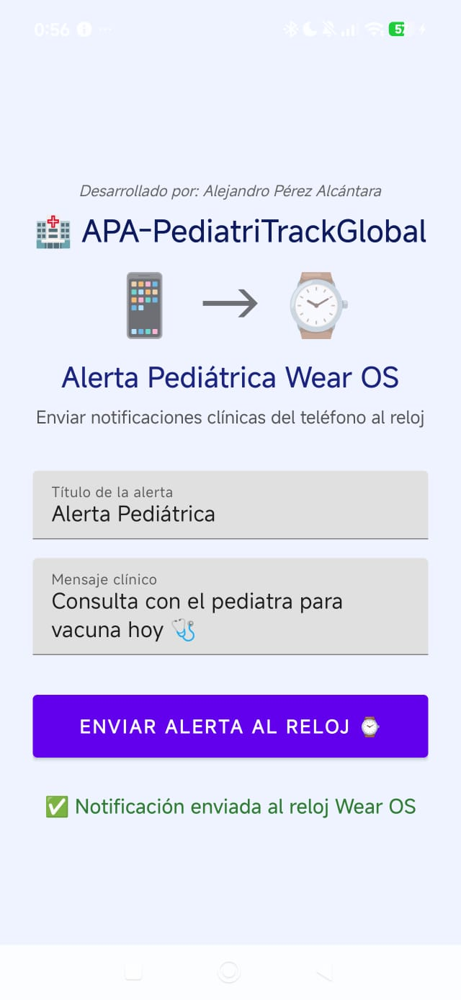 0:56
57
Desarrollado por: Alejandro Pérez Alcántara
APA-PediatriTrackGlobal
Alerta Pediátrica Wear OS
Enviar notificaciones clínicas del teléfono al reloj
Título de la alerta
Alerta Pediátrica
Mensaje clínico
Consulta con el pediatra para
vacuna hoy 🩺
ENVIAR ALERTA AL RELOJ ⌚
✅ Notificación enviada al reloj Wear OS